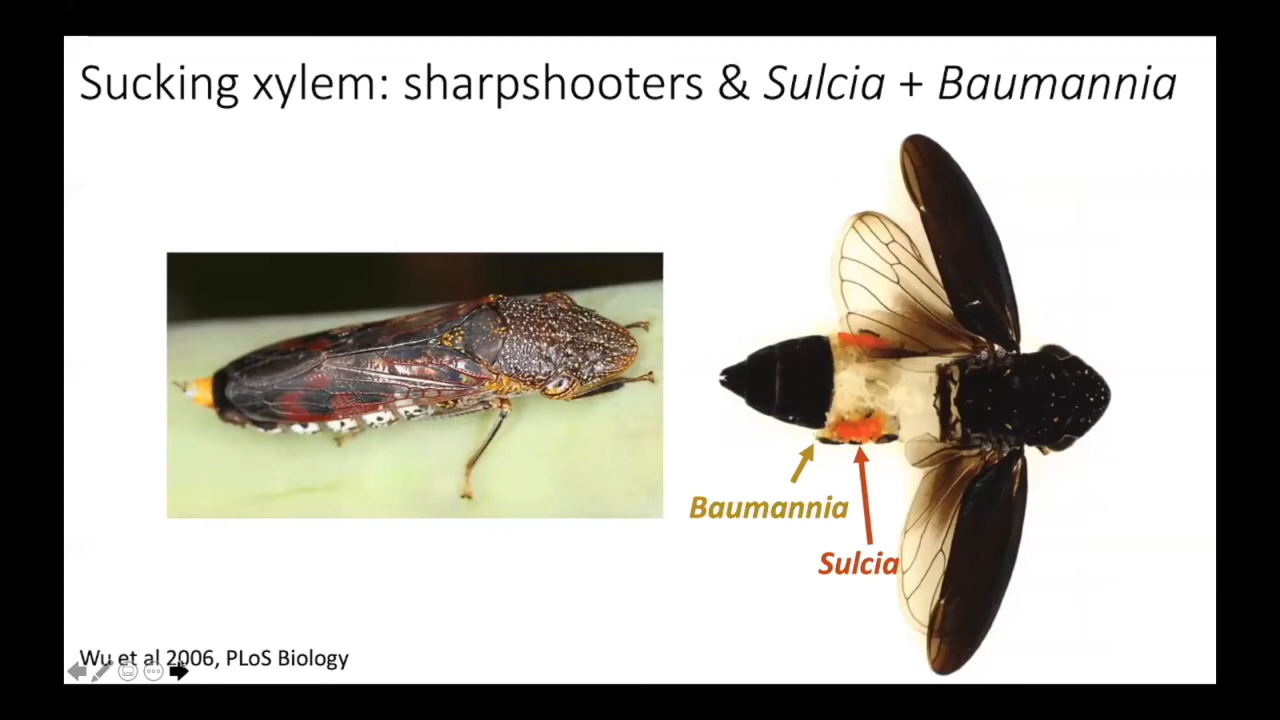 Sucking xylem: sharpshooters & Sulcia + Baumannia
Baumannia
Sulcia
Wu et al 2006, PLoS Biology